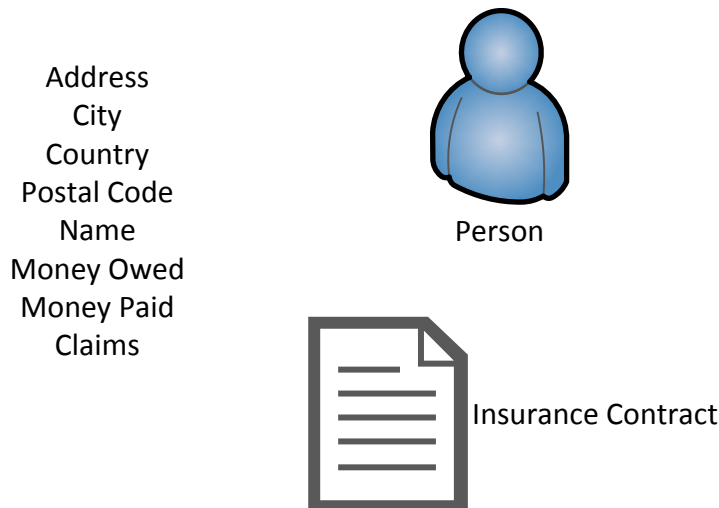 Address
City
Country
Postal Code
Name
Money Owed
Money Paid
Claims
Person
Insurance Contract